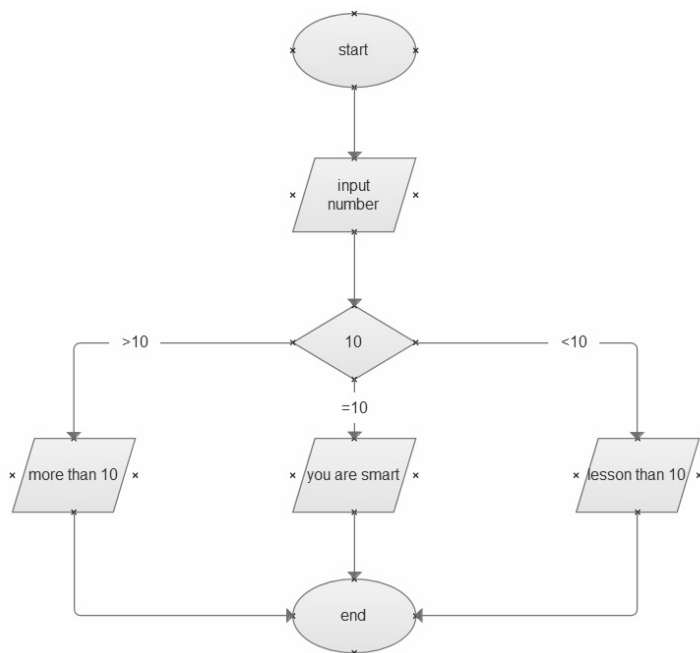 start
input
number
10
>10
=10
<10
more than 10
you are smart
lesson than 10
end